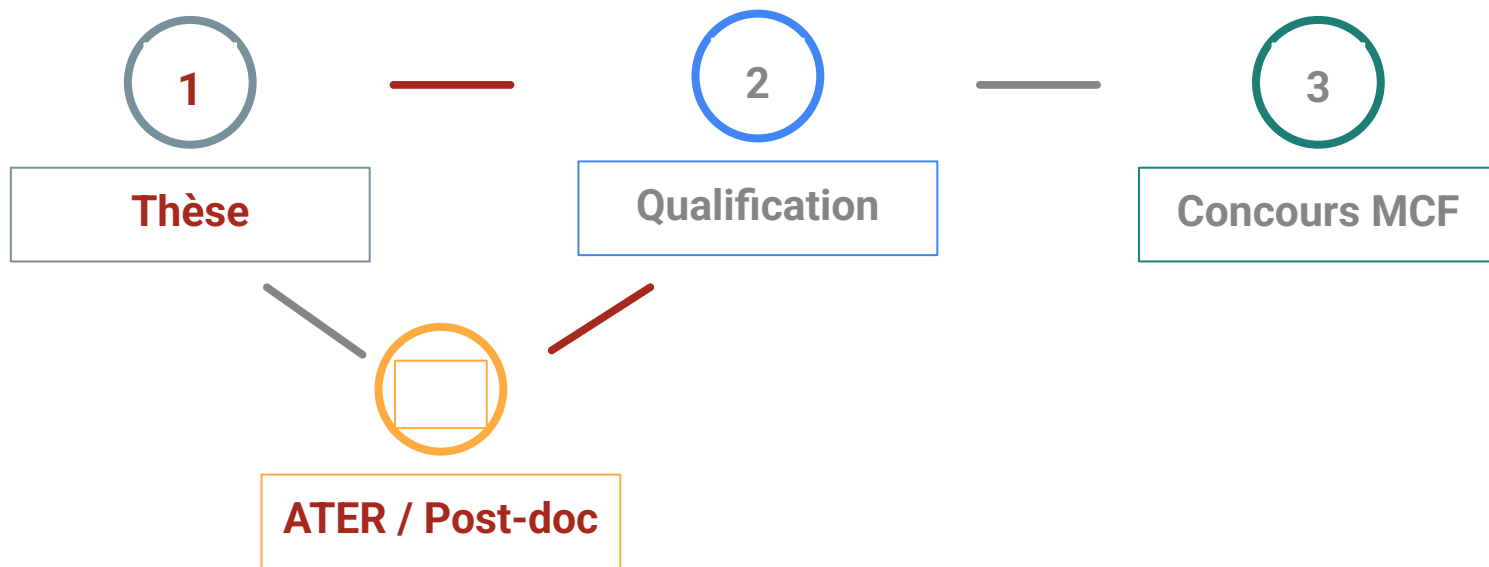 1
2
3
Thèse
Qualification
Concours MCF
ATER / Post-doc